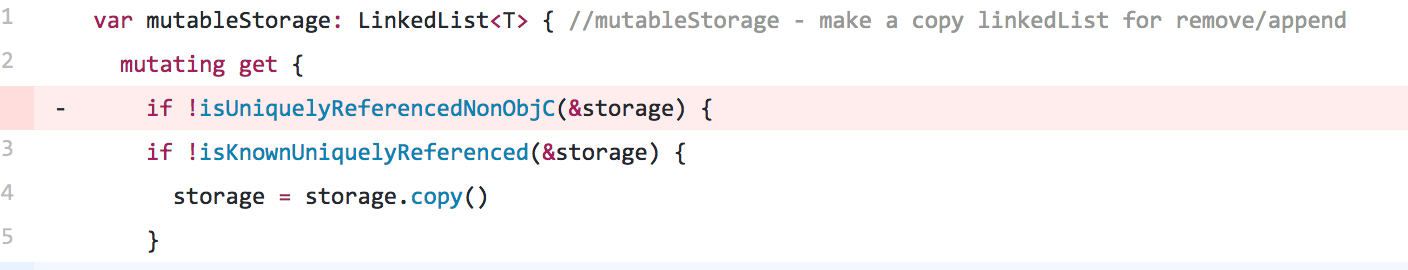 1 var mutableStorage: LinkedList<T> { //mutableStorage - make a copy linkedList for remove/append
2 mutating get {
- if !isUniquelyReferencedNonObjC(&storage) {
3 if !isKnownUniquelyReferenced(&storage) {
4 storage = storage.copy()
5 }